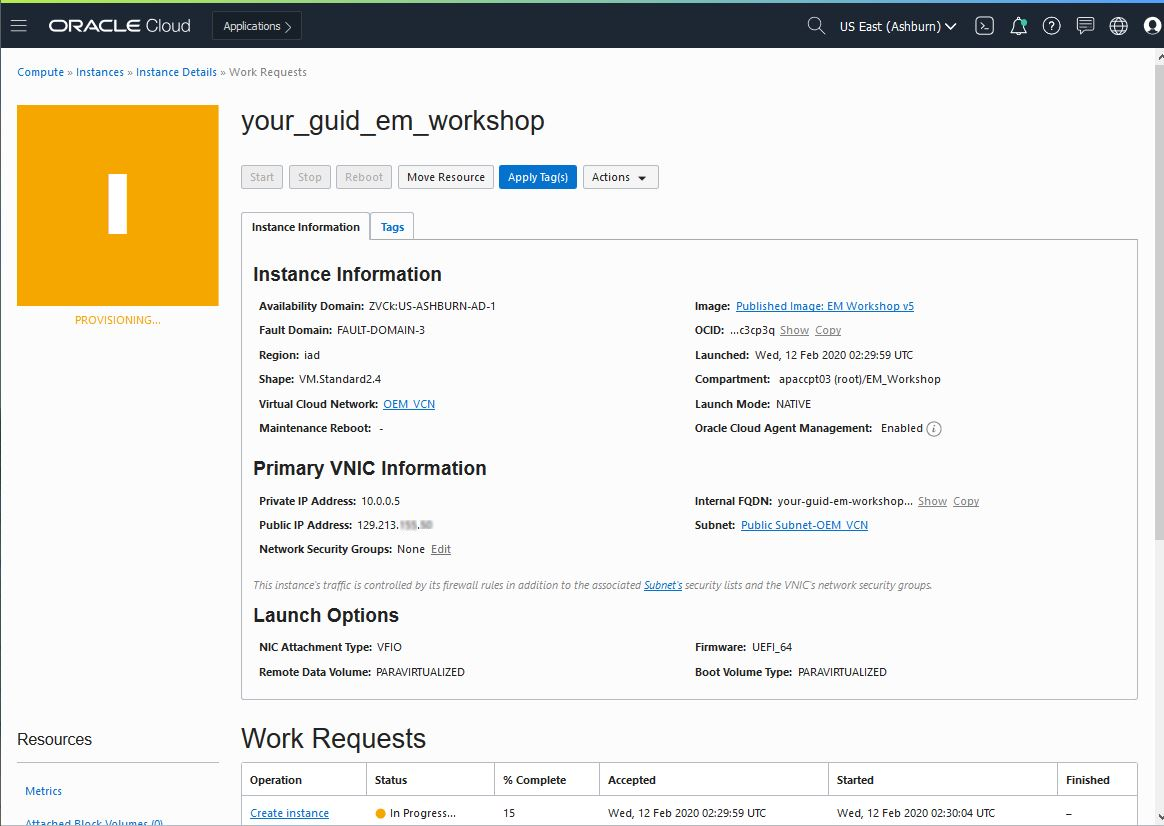 ORACLE Cloud Applications US East (Ashburn)
Compute » Instances » Instance Details » Work Requests
I
PROVISIONING...
your_guid_em_workshop
Start Stop Reboot Move Resource Apply Tag(s) Actions
Instance Information Tags
Instance Information
Availability Domain: ZVCk:US-ASHBURN-AD-1
Fault Domain: FAULT-DOMAIN-3
Region: iad
Shape: VM.Standard2.4
Virtual Cloud Network: OEM_VCN
Maintenance Reboot: -
Image: Published Image: EM Workshop v5
OCID: ...c3cp3q Show Copy
Launched: Wed, 12 Feb 2020 02:29:59 UTC
Compartment: apaccpt03 (root)/EM_Workshop
Launch Mode: NATIVE
Oracle Cloud Agent Management: Enabled
Primary VNIC Information
Private IP Address: 10.0.0.5
Public IP Address: 129.213.
Network Security Groups: None Edit
Internal FQDN: your-guid-em-workshop... Show Copy
Subnet: Public Subnet-OEM_VCN
This instance's traffic is controlled by its firewall rules in addition to the associated Subnet's security lists and the VNIC's network security groups.
Launch Options
NIC Attachment Type: VFIO
Remote Data Volume: PARAVIRTUALIZED
Firmware: UEFI_64
Boot Volume Type: PARAVIRTUALIZED
Resources
Metrics
Attached Block Volumes (0)
Work Requests
Operation Status % Complete Accepted Started Finished
Create instance In Progress... 15 Wed, 12 Feb 2020 02:29:59 UTC Wed, 12 Feb 2020 02:30:04 UTC –